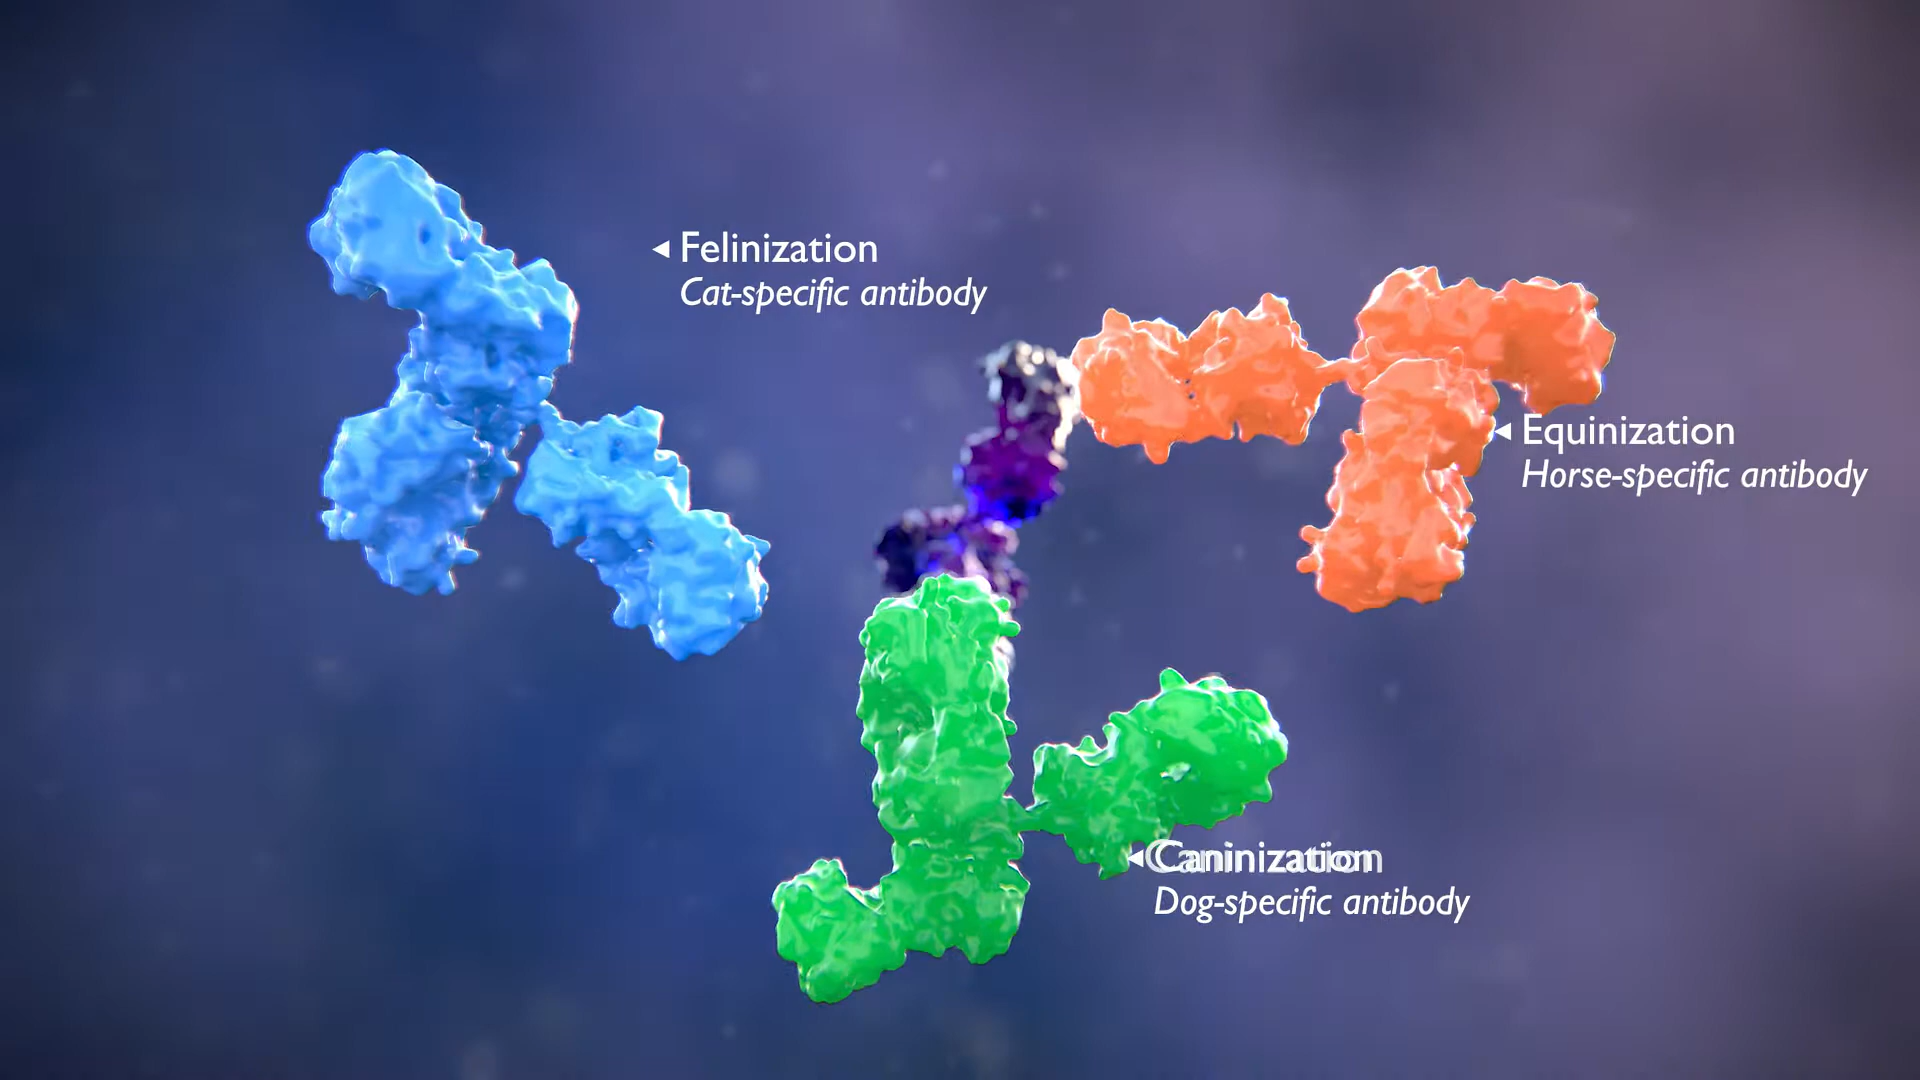 Felinization
Cat-specific antibody
Equinization
Horse-specific antibody
Caninization
Dog-specific antibody